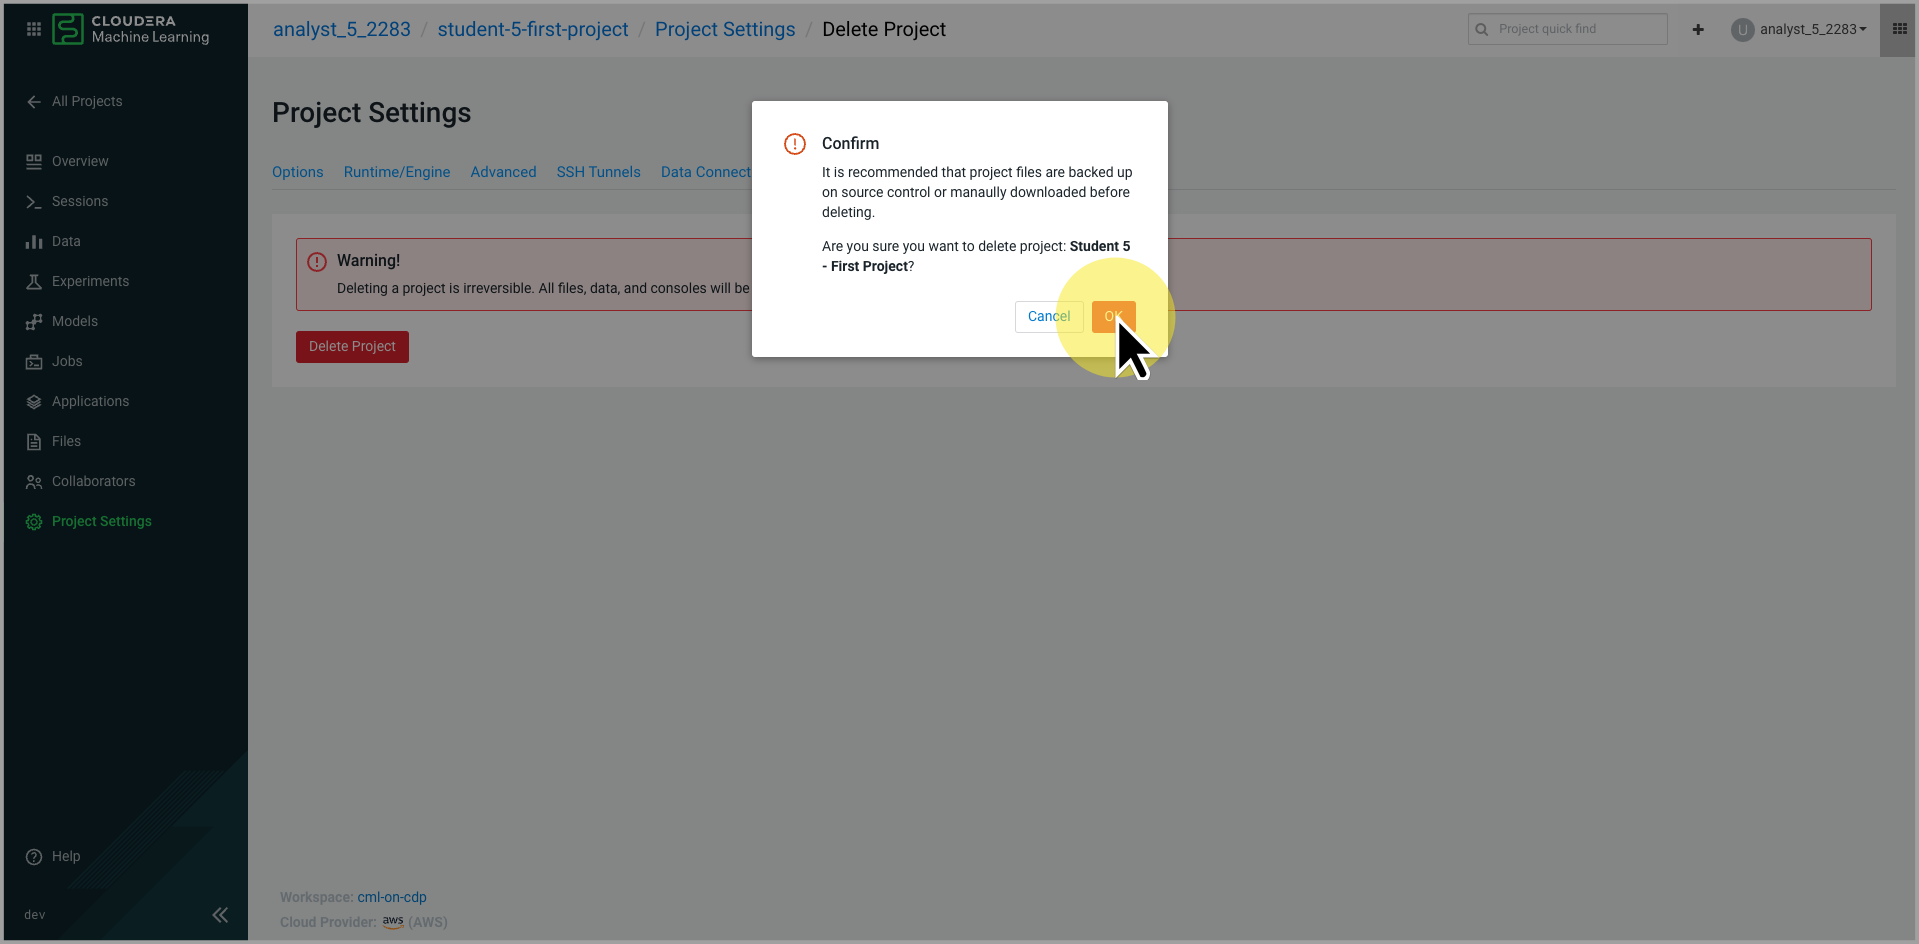 CLOUDERA
Machine Learning
analyst_5_2283 / student-5-first-project / Project Settings / Delete Project
Project quick find
U analyst_5_2283
All Projects
Overview
Sessions
Data
Experiments
Models
Jobs
Applications
Files
Collaborators
Project Settings
Help
dev
Project Settings
Options Runtime/Engine Advanced SSH Tunnels Data Connect
Warning!
Deleting a project is irreversible. All files, data, and consoles will be
Delete Project
Confirm
It is recommended that project files are backed up
on source control or manaully downloaded before
deleting.
Are you sure you want to delete project: Student 5
- First Project?
Cancel OK
Workspace: cml-on-cdp
Cloud Provider: aws (AWS)